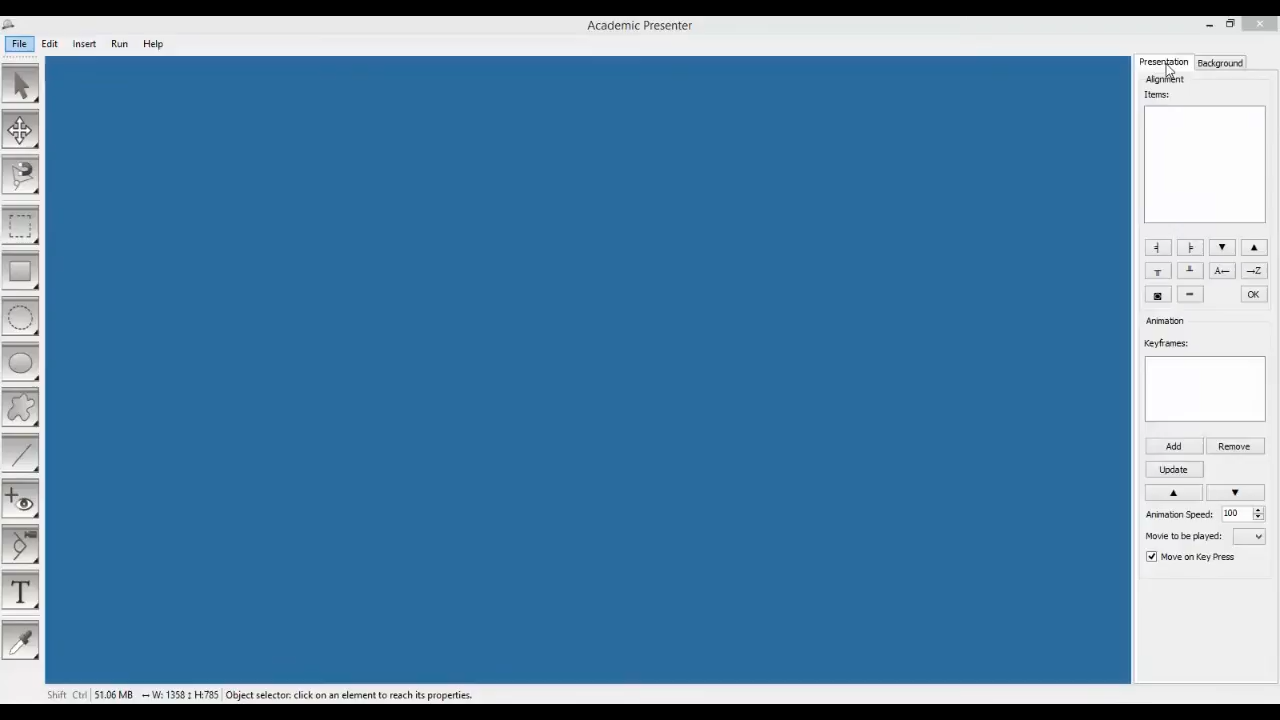 Academic Presenter
File Edit Insert Run Help
Presentation Background
Alignment
Items:
A← →Z
OK
Animation
Keyframes:
Add Remove
Update
Animation Speed: 100
Movie to be played:
Move on Key Press
T
Shift Ctrl 51.06 MB ↔ W: 1358 ↕ H:785 Object selector: click on an element to reach its properties.